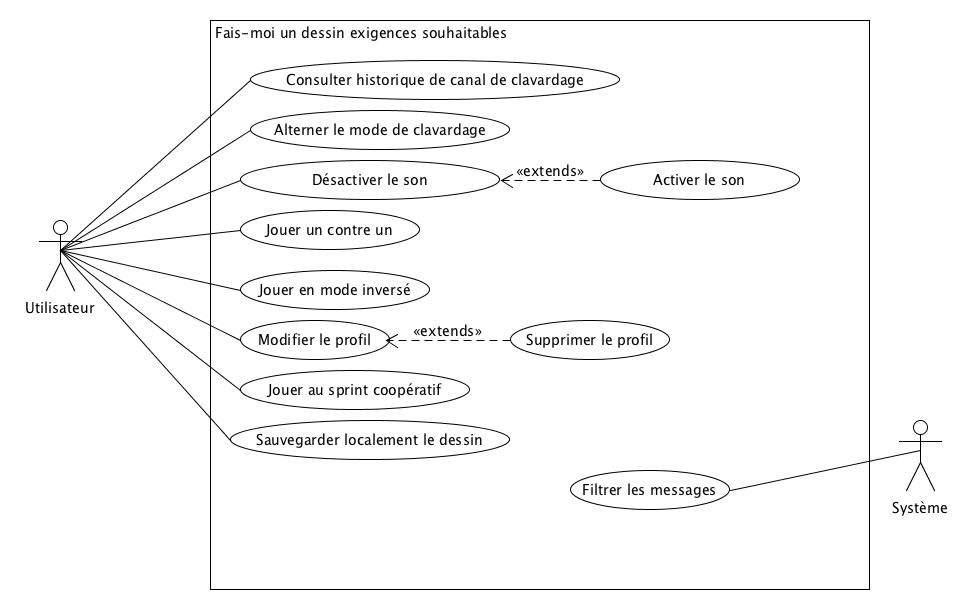 Fais-moi un dessin exigences souhaitables
Consulter historique de canal de clavardage
Alterner le mode de clavardage
Désactiver le son
«extends»
Activer le son
Jouer un contre un
Utilisateur
Jouer en mode inversé
Modifier le profil
«extends»
Supprimer le profil
Jouer au sprint coopératif
Sauvegarder localement le dessin
Filtrer les messages
Système